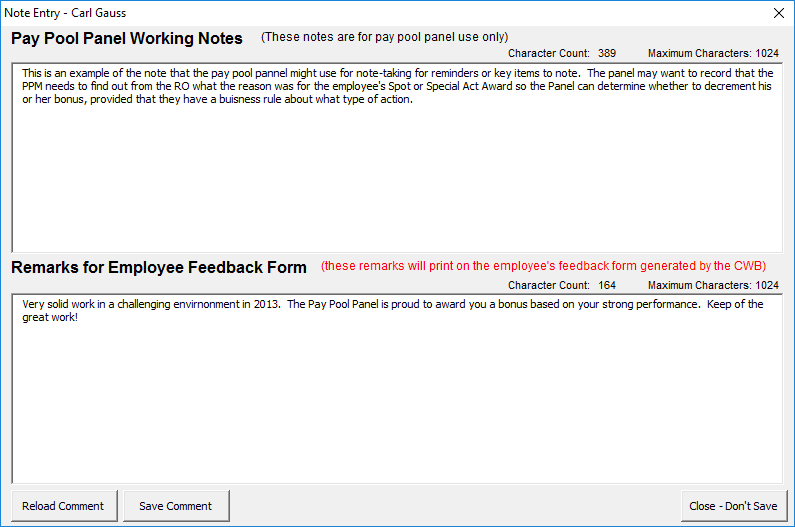 Note Entry - Carl Gauss
Pay Pool Panel Working Notes (These notes are for pay pool panel use only)
Character Count: 389 Maximum Characters: 1024
This is an example of the note that the pay pool pannel might use for note-taking for reminders or key items to note. The panel may want to record that the
PPM needs to find out from the RO what the reason was for the employee's Spot or Special Act Award so the Panel can determine whether to decrement his
or her bonus, provided that they have a buisness rule about what type of action.
Remarks for Employee Feedback Form (these remarks will print on the employee's feedback form generated by the CWB)
Character Count: 164 Maximum Characters: 1024
Very solid work in a challenging envirnonment in 2013. The Pay Pool Panel is proud to award you a bonus based on your strong performance. Keep of the
great work!
Reload Comment Save Comment Close - Don't Save